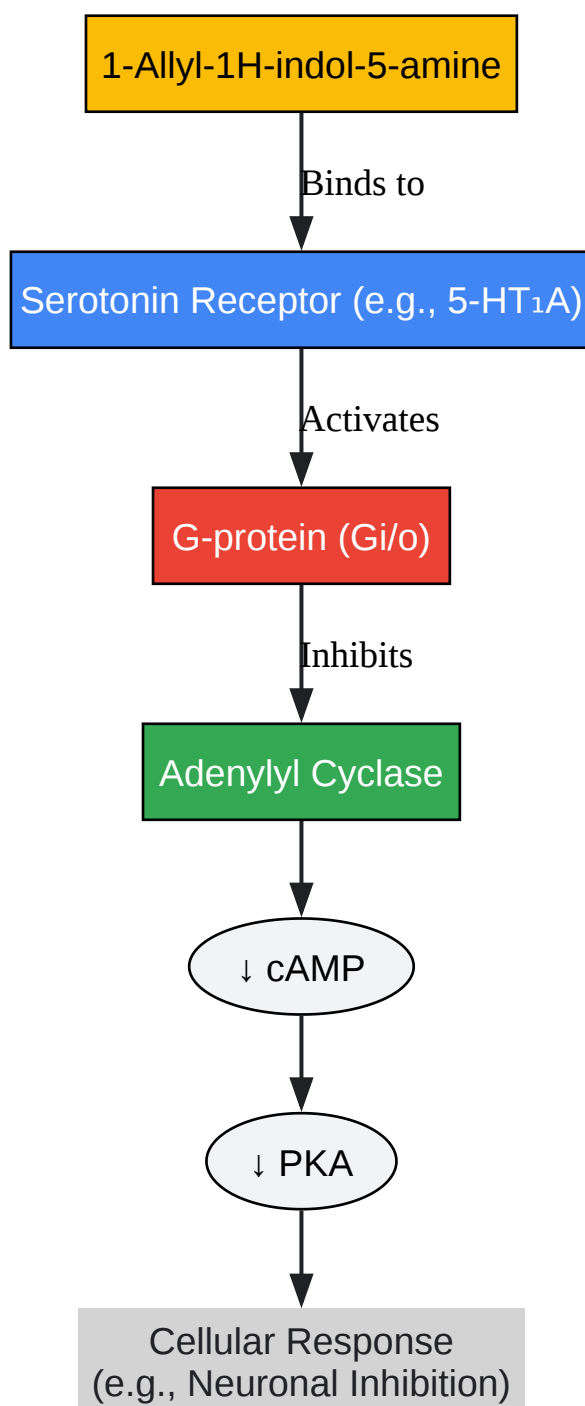 1-Allyl-1H-indol-5-amine
Binds to
Serotonin Receptor (e.g., 5-HT₁A)
Activates
G-protein (Gi/o)
Inhibits
Adenylyl Cyclase
↓ cAMP
↓ PKA
Cellular Response
(e.g., Neuronal Inhibition)